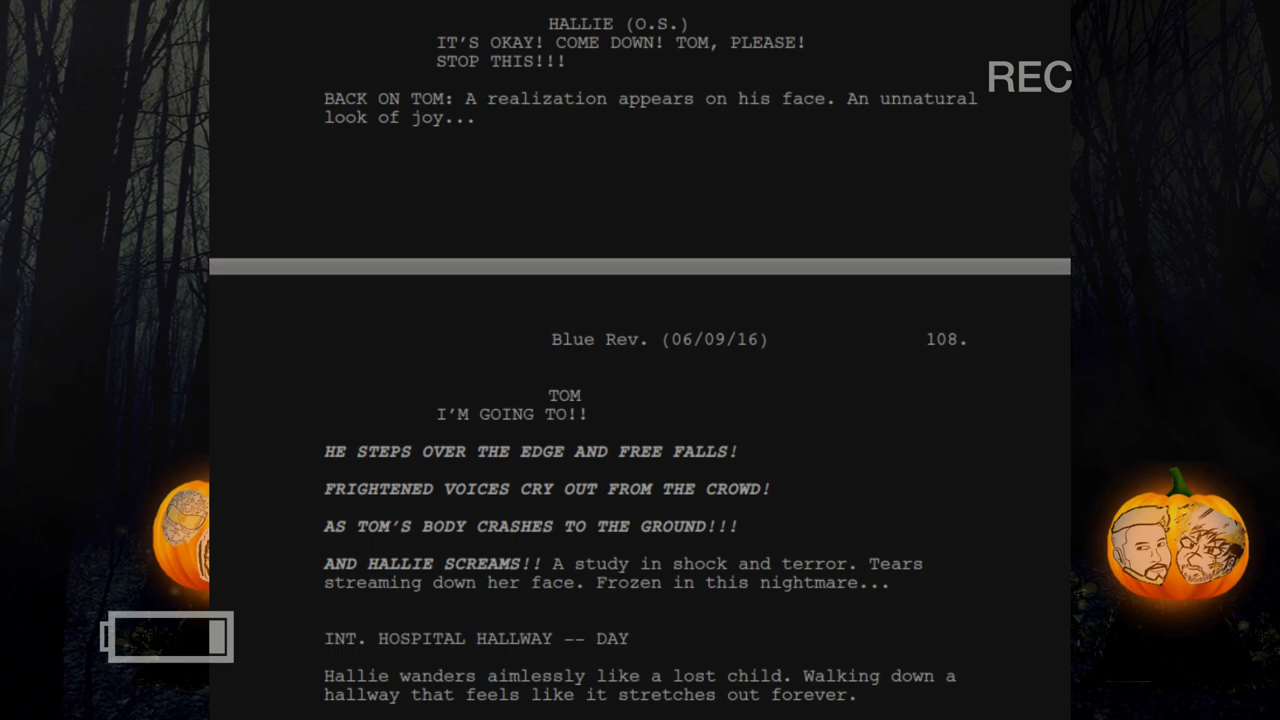 HALLIE (O.S.)
IT'S OKAY! COME DOWN! TOM, PLEASE!
STOP THIS!!!
REC
BACK ON TOM: A realization appears on his face. An unnatural
look of joy...
Blue Rev. (06/09/16) 108.
TOM
I'M GOING TO!!
HE STEPS OVER THE EDGE AND FREE FALLS!
FRIGHTENED VOICES CRY OUT FROM THE CROWD!
AS TOM'S BODY CRASHES TO THE GROUND!!!
AND HALLIE SCREAMS!! A study in shock and terror. Tears
streaming down her face. Frozen in this nightmare...
INT. HOSPITAL HALLWAY -- DAY
Hallie wanders aimlessly like a lost child. Walking down a
hallway that feels like it stretches out forever.